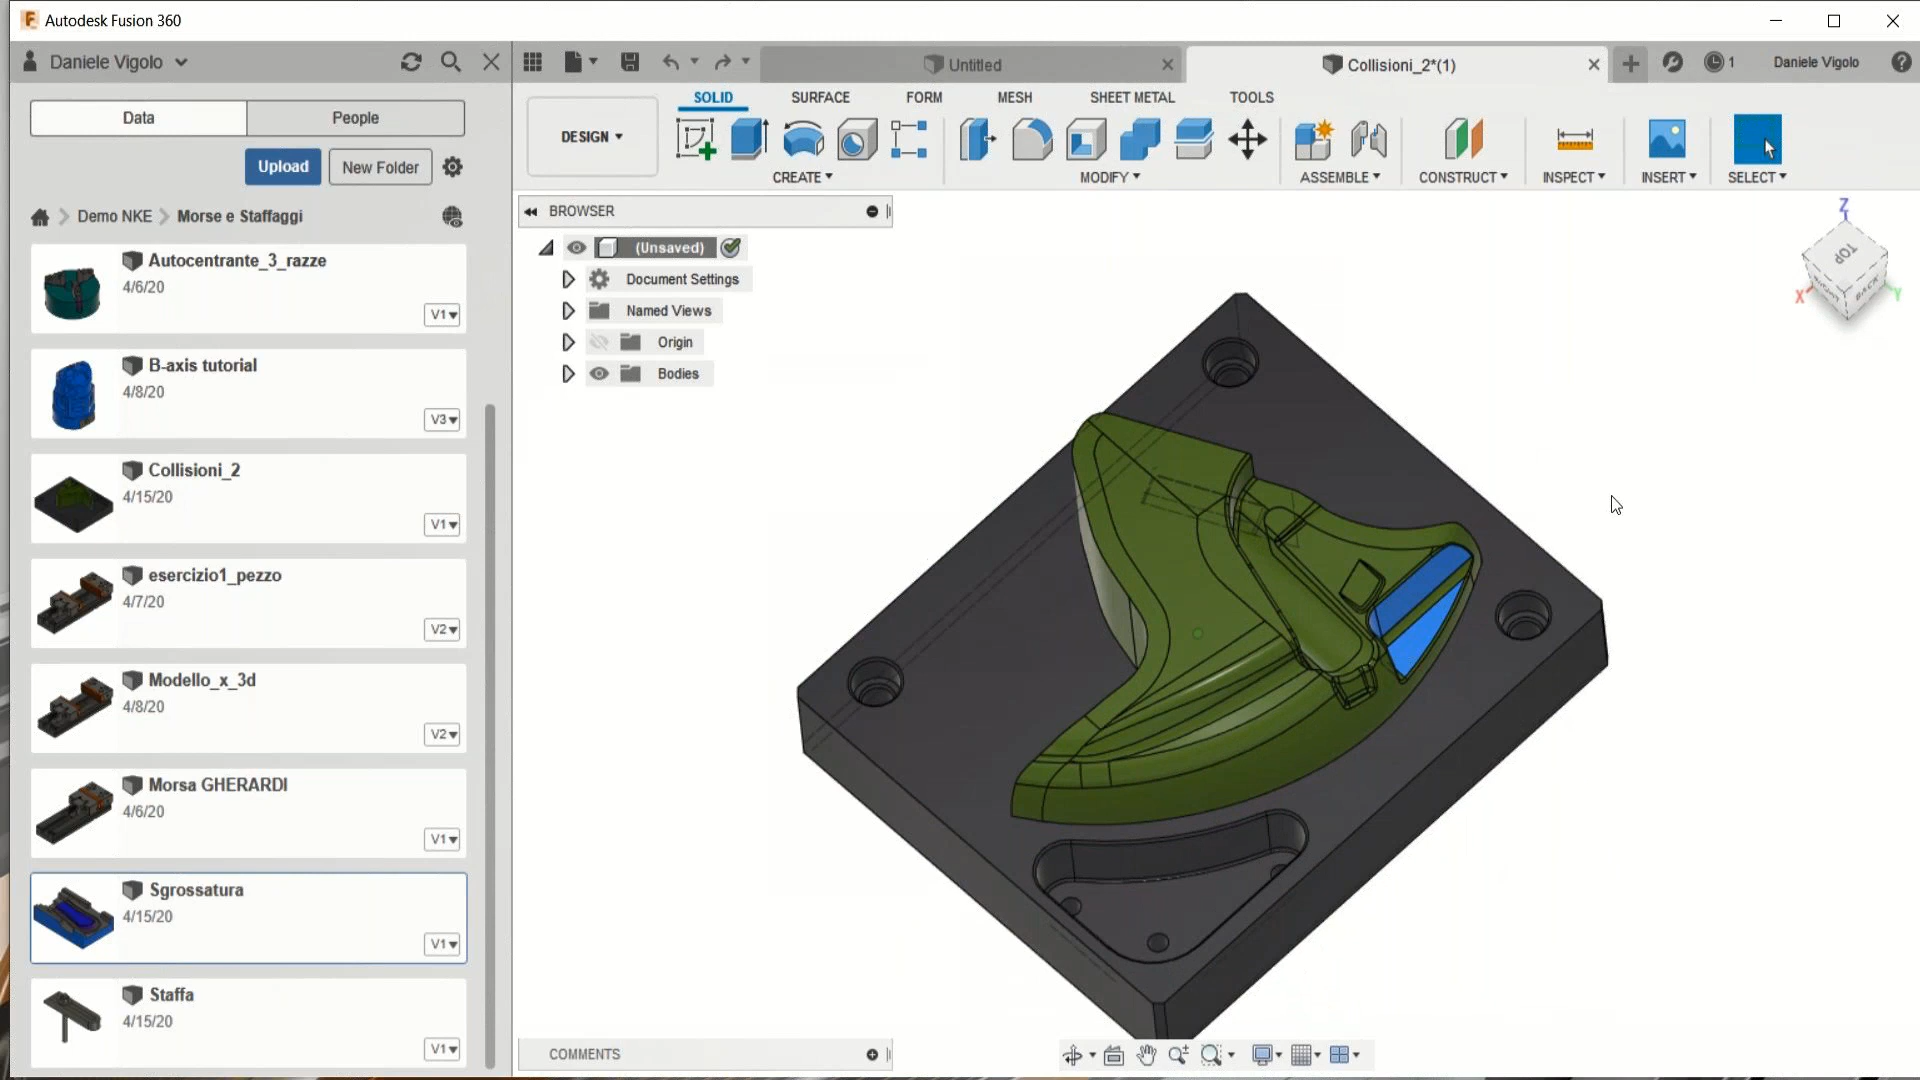 Autodesk Fusion 360
Daniele Vigolo
Untitled
Collisioni_2*(1)
1
Daniele Vigolo
Data
People
Upload
New Folder
Demo NKE
Morse e Staffaggi
Autocentrante_3_razze
4/6/20
V1
B-axis tutorial
4/8/20
V3
Collisioni_2
4/15/20
V1
esercizio1_pezzo
4/7/20
V2
Modello_x_3d
4/8/20
V2
Morsa GHERARDI
4/6/20
V1
Sgrossatura
4/15/20
V1
Staffa
4/15/20
V1
DESIGN
SOLID
SURFACE
FORM
MESH
SHEET METAL
TOOLS
CREATE
MODIFY
ASSEMBLE
CONSTRUCT
INSPECT
INSERT
SELECT
BROWSER
(Unsaved)
Document Settings
Named Views
Origin
Bodies
Z
TOP
BACK
X
Y
COMMENTS